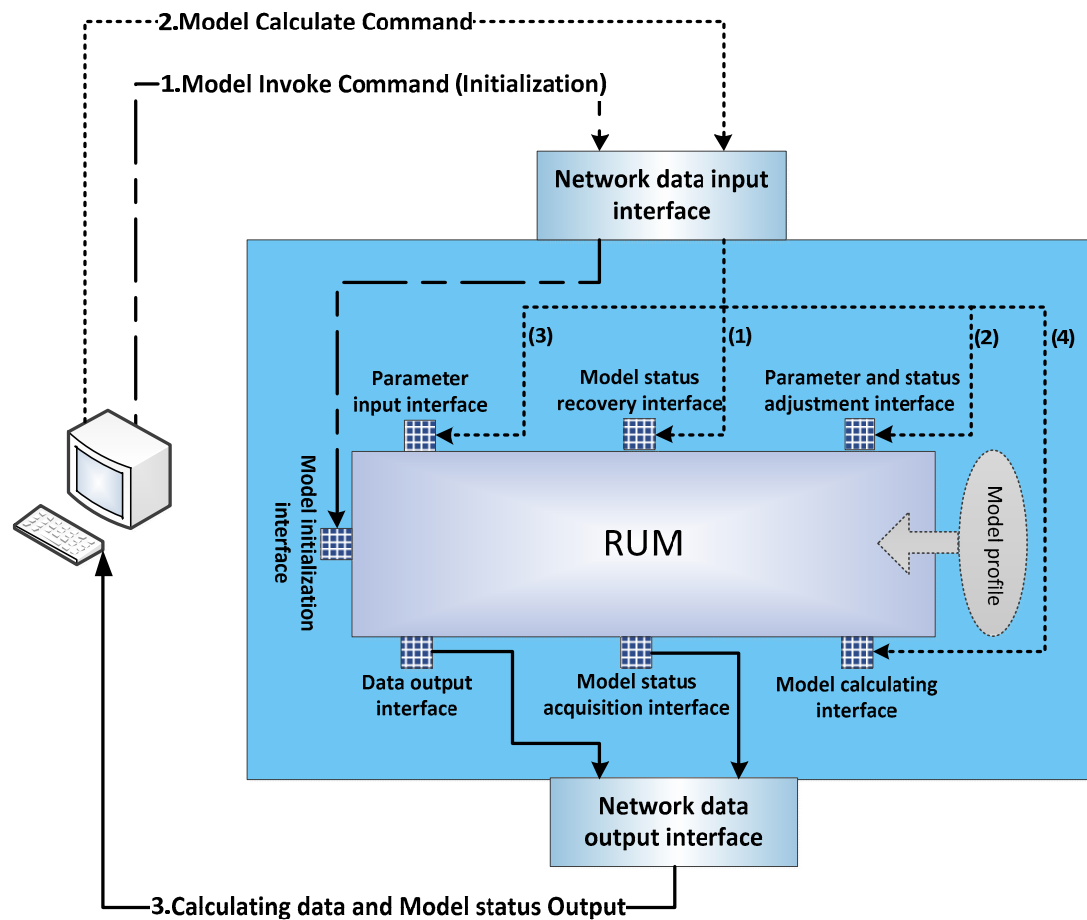 2.Model Calculate Command
1.Model Invoke Command (Initialization)
Network data input
interface
(3)
(1)
(2)
(4)
Parameter
input interface
Model status
recovery interface
Parameter and status
adjustment interface
Model initialization
interface
RUM
Model profile
Data output
interface
Model status
acquisition interface
Model calculating
interface
Network data
output interface
3.Calculating data and Model status Output